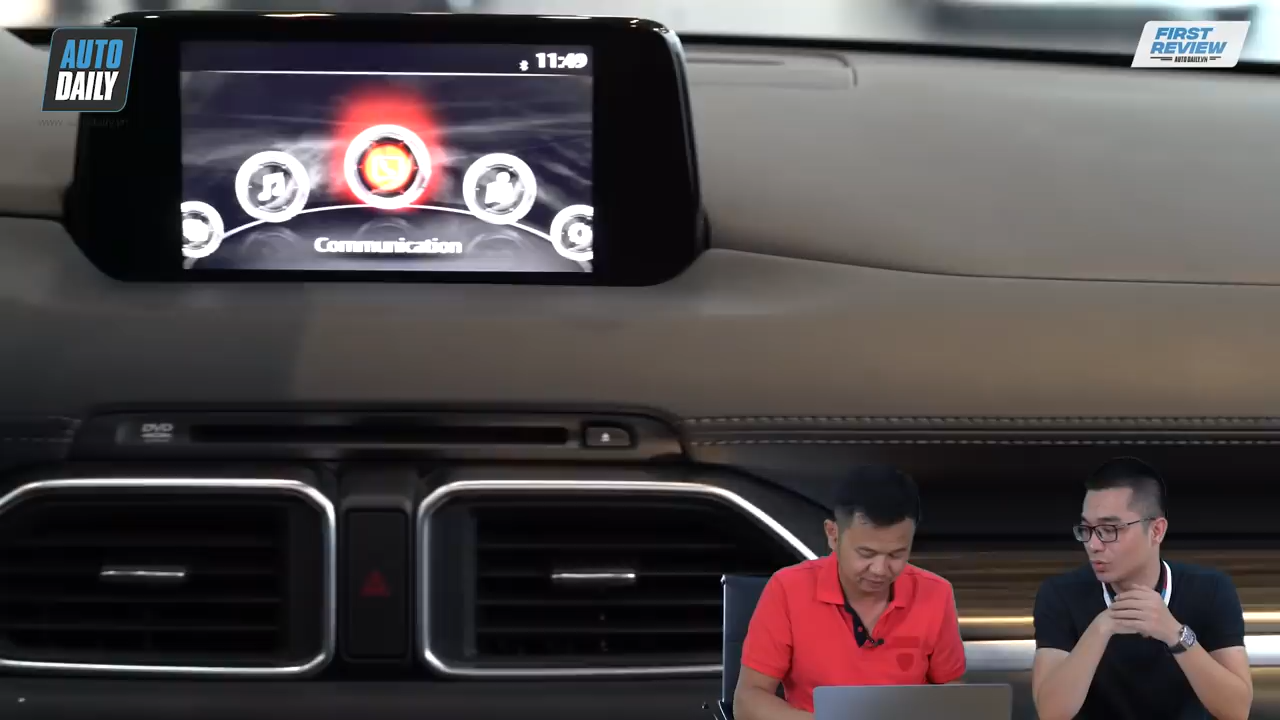 AUTO
DAILY
FIRST
REVIEW
AUTODAILY.VN
11:49
Communication
DVD